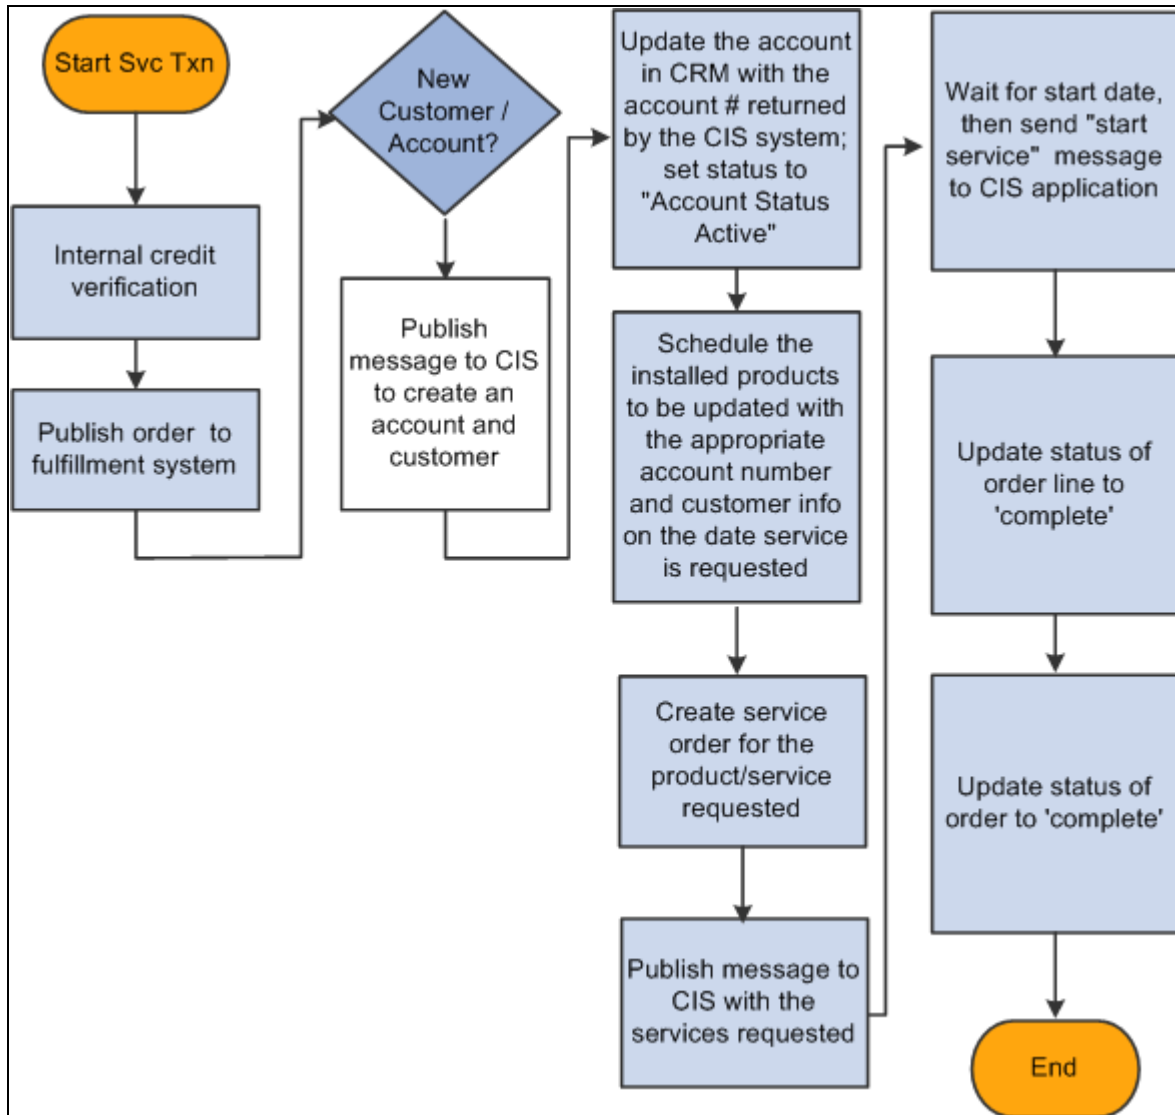 Start Svc Txn
Internal credit
verification
Publish order to
fulfillment system
New
Customer /
Account?
Publish
message to CIS
to create an
account and
customer
Update the account
in CRM with the
account # returned
by the CIS system;
set status to
"Account Status
Active"
Schedule the
installed products
to be updated with
the appropriate
account number
and customer info
on the date service
is requested
Create service
order for the
product/service
requested
Publish message to
CIS with the
services requested
Wait for start date,
then send "start
service" message
to CIS application
Update status of
order line to
'complete'
Update status of
order to 'complete'
End